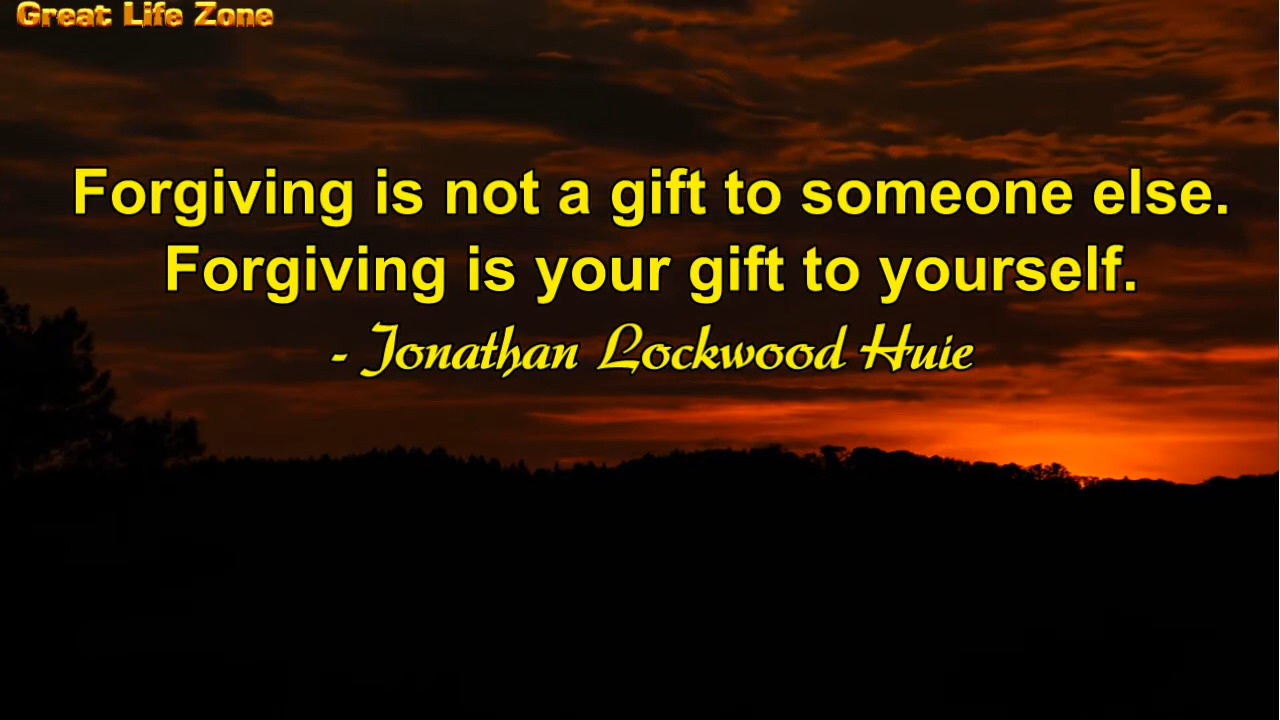 Great Life Zone
Forgiving is not a gift to someone else.
Forgiving is your gift to yourself.
- Jonathan Lockwood Huie